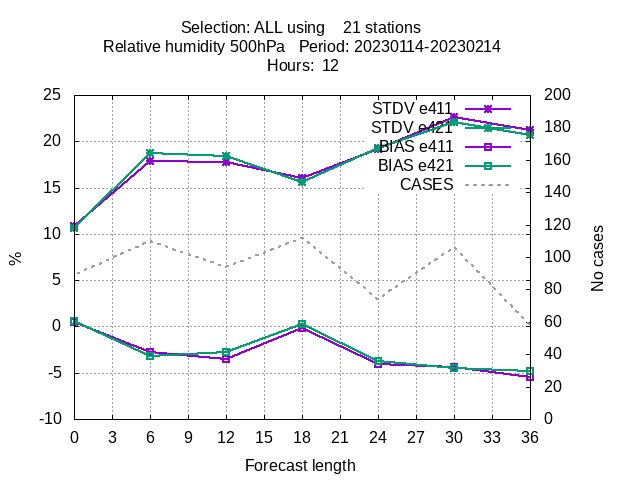 Selection: ALL using    21 stations
Relative humidity 500hPa   Period: 20230114-20230214
Hours:  12
25
20
15
10
5
0
-5
-10
%
200
180
160
140
120
100
80
60
40
20
0
No cases
STDV e411
STDV e421
BIAS e411
BIAS e421
CASES
0 3 6 9 12 15 18 21 24 27 30 33 36
Forecast length